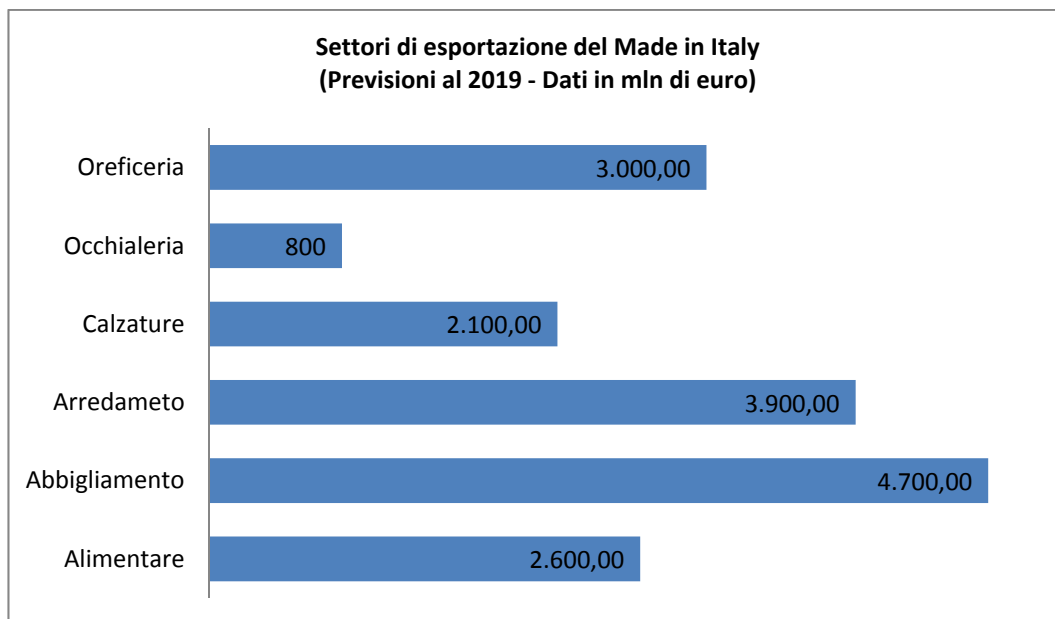 Settori di esportazione del Made in Italy
(Previsioni al 2019 - Dati in mln di euro)
Oreficeria 3.000,00
Occhialeria 800
Calzature 2.100,00
Arredameto 3.900,00
Abbigliamento 4.700,00
Alimentare 2.600,00